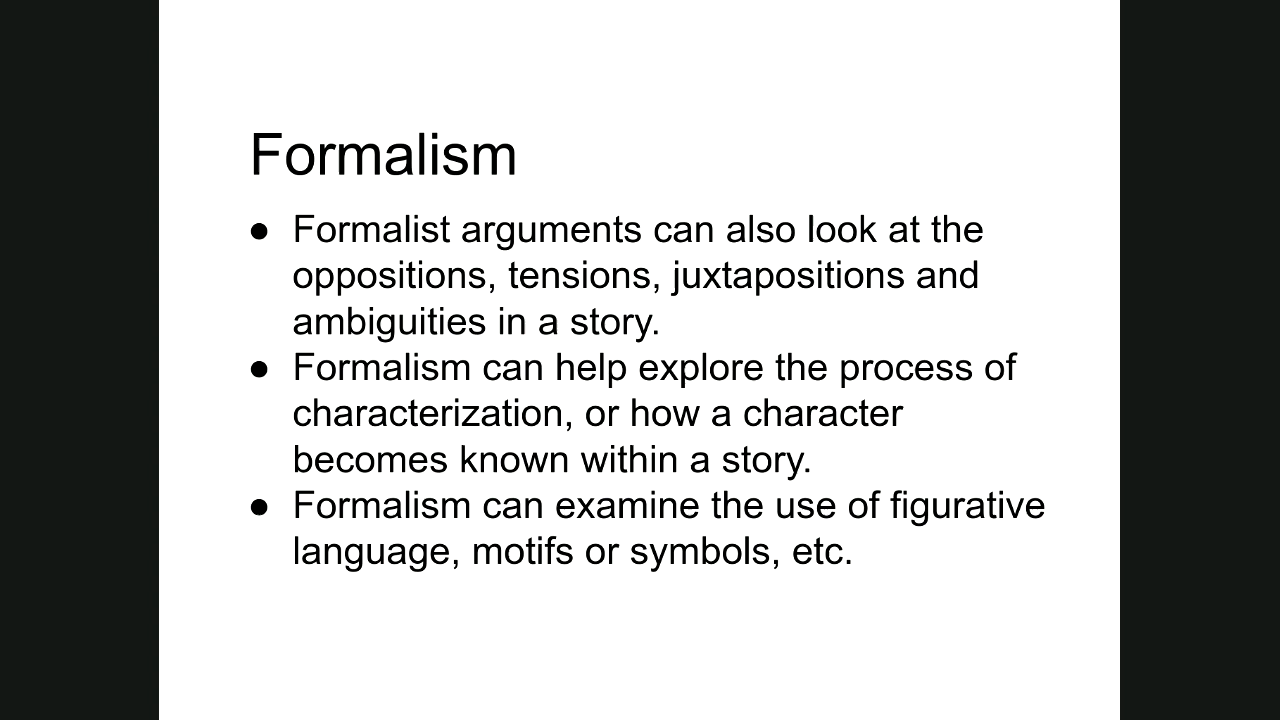 Formalism
● Formalist arguments can also look at the
oppositions, tensions, juxtapositions and
ambiguities in a story.
● Formalism can help explore the process of
characterization, or how a character
becomes known within a story.
● Formalism can examine the use of figurative
language, motifs or symbols, etc.